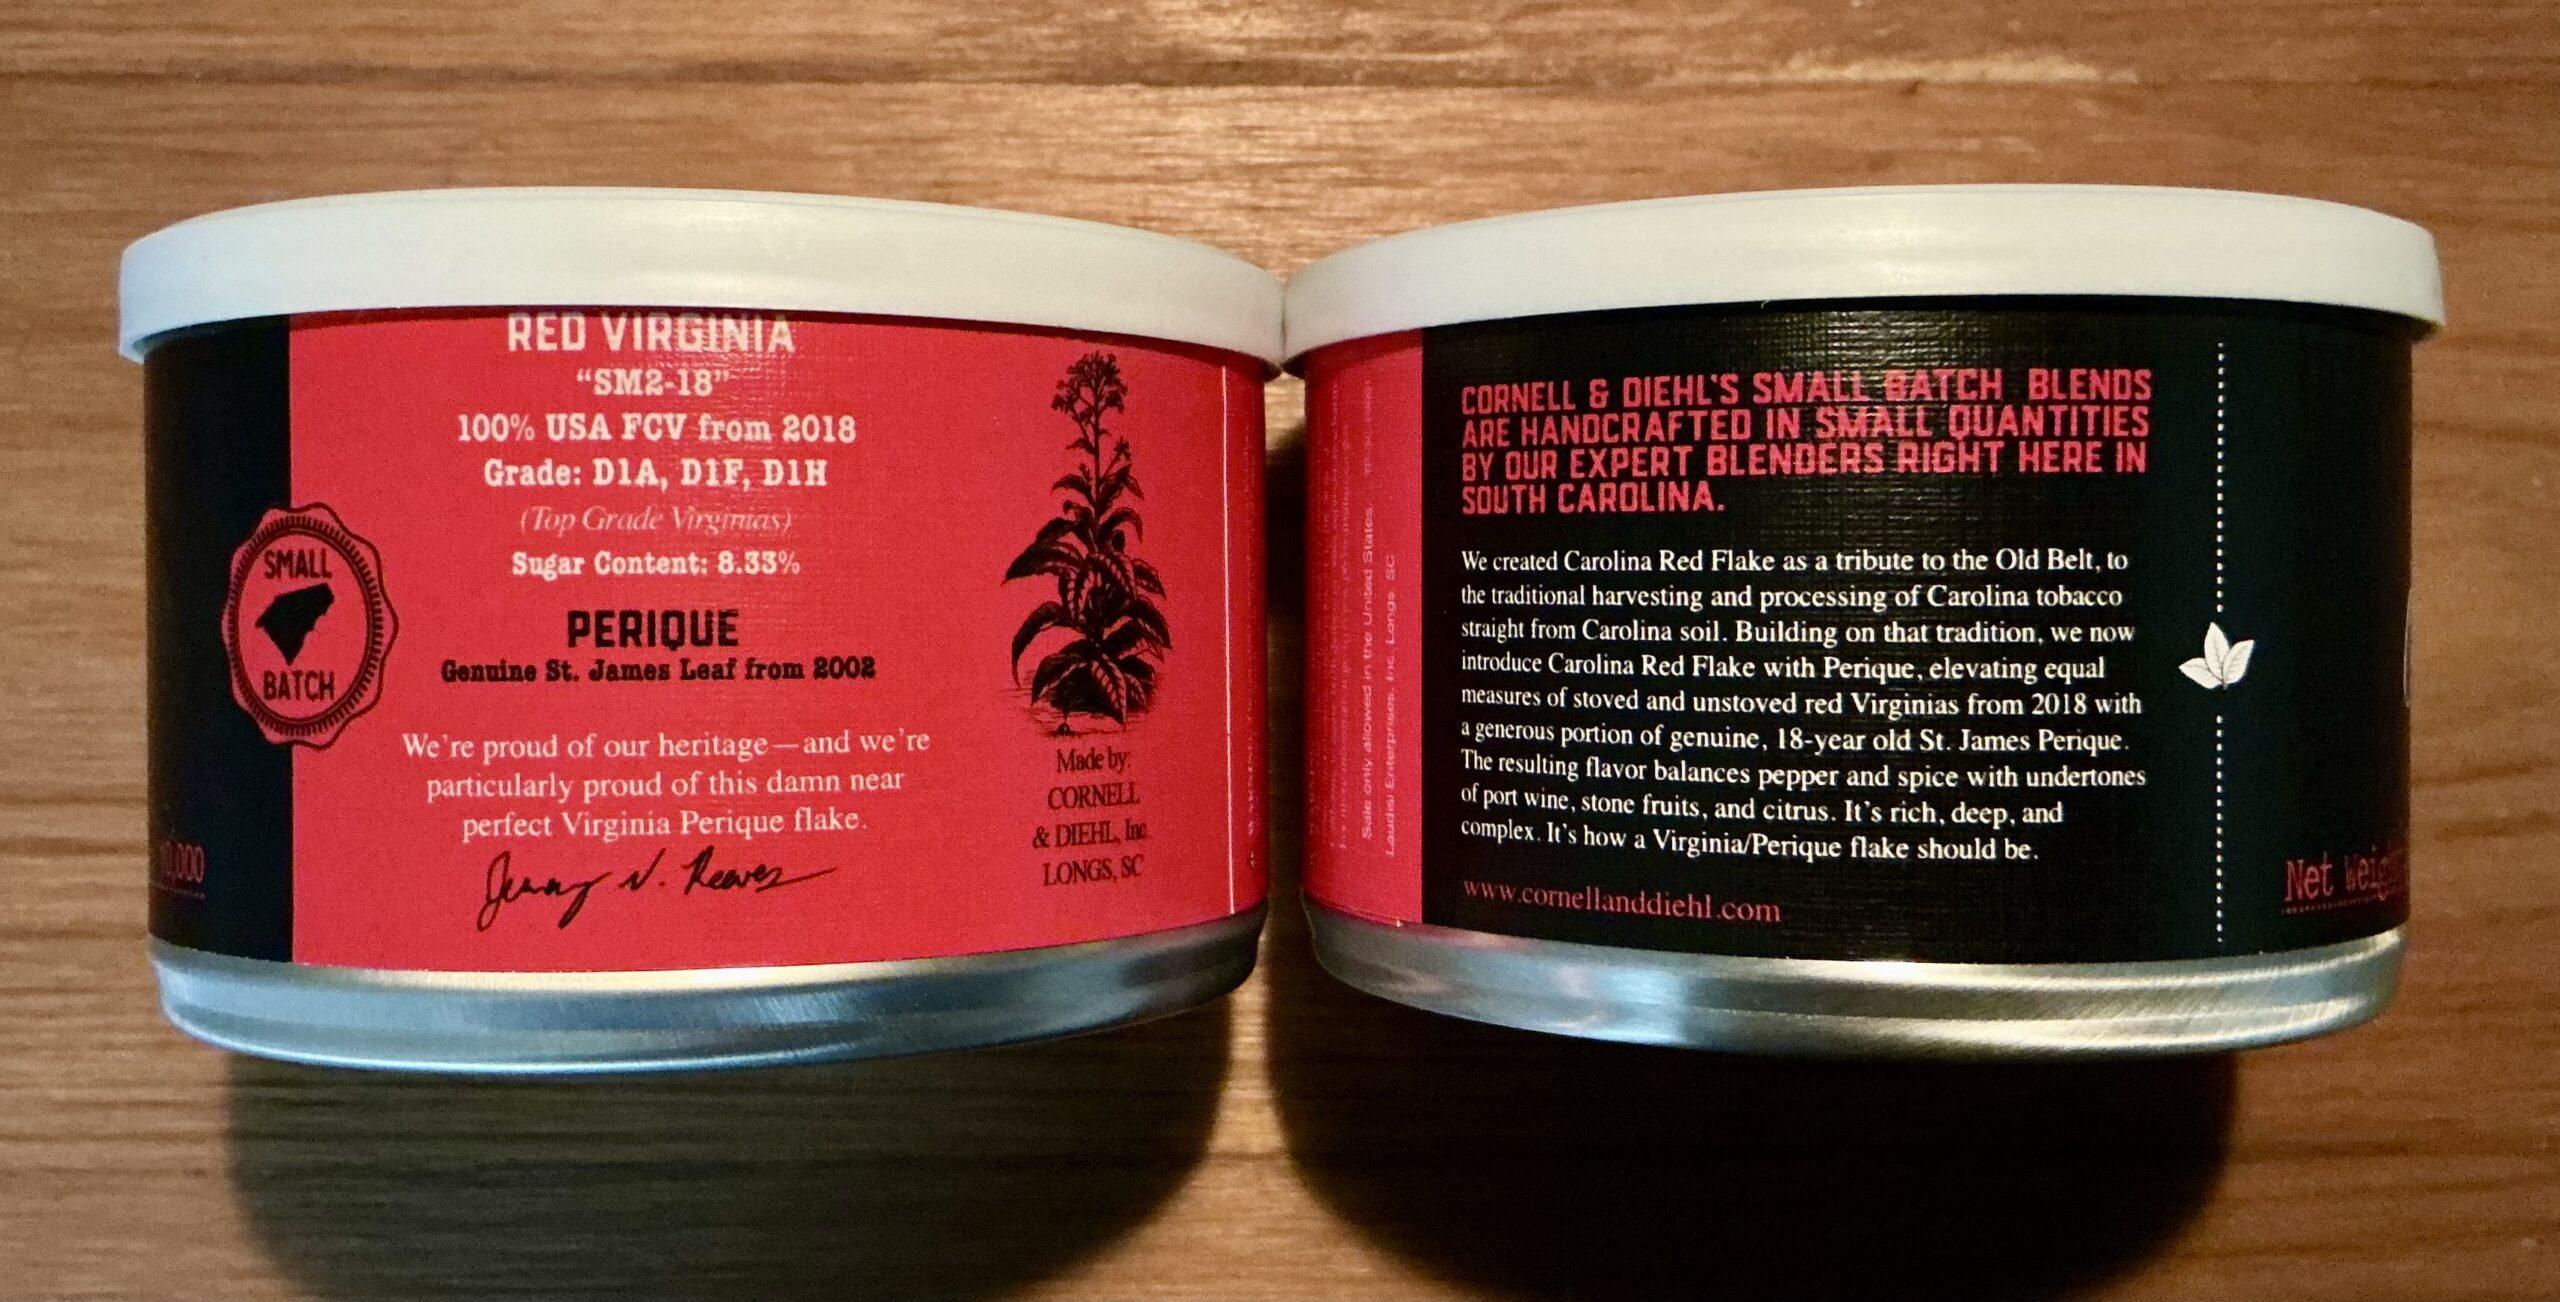 RED VIRGINIA
"SM2-18"
100% USA FCV from 2018
Grade: D1A, D1F, D1H
(Top Grade Virginias)
Sugar Content: 8.33%
PERIQUE
Genuine St. James Leaf from 2002
We're proud of our heritage—and we're
particularly proud of this damn near
perfect Virginia Perique flake.
SMALL
BATCH
Made by:
CORNELL
& DIEHL, Inc
LONGS, SC
Sale only allowed in the United States
Laudisi Enterprises, Inc. Longs, SC
CORNELL & DIEHL'S SMALL BATCH BLENDS
ARE HANDCRAFTED IN SMALL QUANTITIES
BY OUR EXPERT BLENDERS RIGHT HERE IN
SOUTH CAROLINA.
We created Carolina Red Flake as a tribute to the Old Belt, to
the traditional harvesting and processing of Carolina tobacco
straight from Carolina soil. Building on that tradition, we now
introduce Carolina Red Flake with Perique, elevating equal
measures of stoved and unstoved red Virginias from 2018 with
a generous portion of genuine, 18-year old St. James Perique.
The resulting flavor balances pepper and spice with undertones
of port wine, stone fruits, and citrus. It's rich, deep, and
complex. It's how a Virginia/Perique flake should be.
www.cornellanddiehl.com
Net